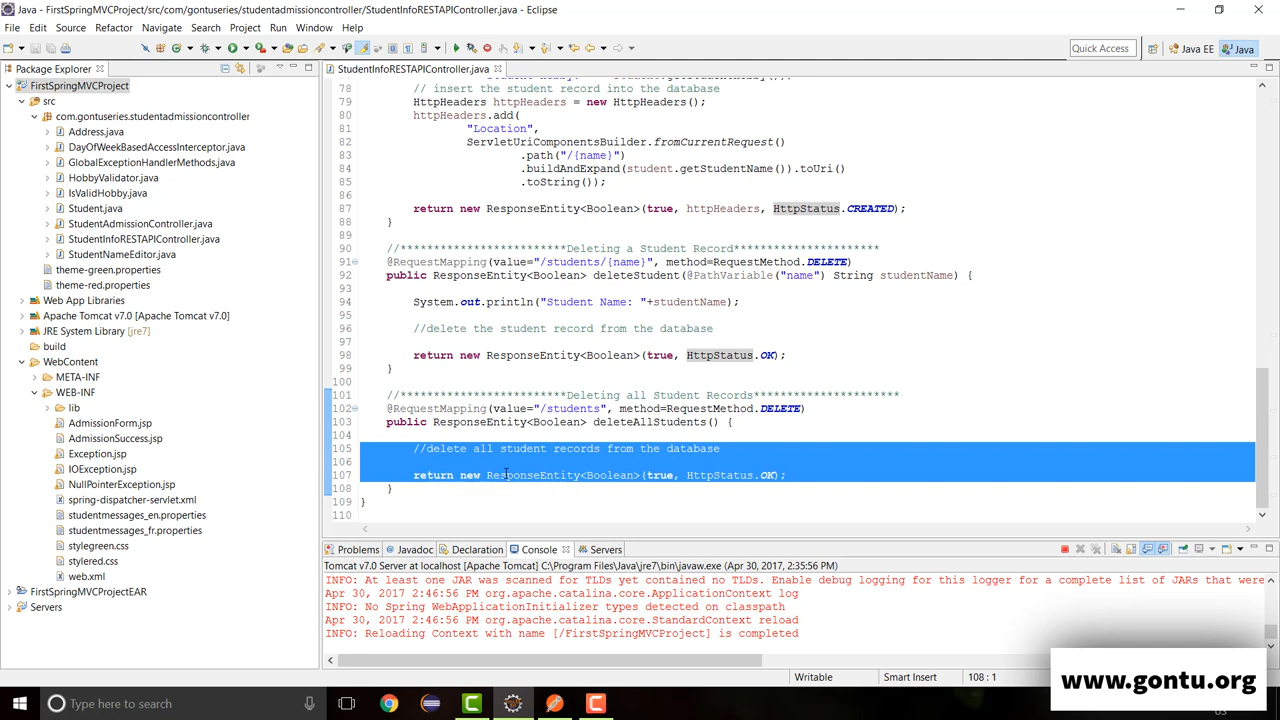 Java - FirstSpringMVCProject/src/com/gontuseries/studentadmissioncontroller/StudentInfoRESTAPIController.java - Eclipse
File Edit Source Refactor Navigate Search Project Run Window Help
Quick Access Java EE Java
Package Explorer
FirstSpringMVCProject
src
com.gontuseries.studentadmissioncontroller
Address.java
DayOfWeekBasedAccessInterceptor.java
GlobalExceptionHandlerMethods.java
HobbyValidator.java
IsValidHobby.java
Student.java
StudentAdmissionController.java
StudentInfoRESTAPIController.java
StudentNameEditor.java
theme-green.properties
theme-red.properties
Web App Libraries
Apache Tomcat v7.0 [Apache Tomcat v7.0]
JRE System Library [jre7]
build
WebContent
META-INF
WEB-INF
lib
AdmissionForm.jsp
AdmissionSuccess.jsp
Exception.jsp
IOException.jsp
NullPointerException.jsp
spring-dispatcher-servlet.xml
studentmessages_en.properties
studentmessages_fr.properties
stylegreen.css
stylered.css
web.xml
FirstSpringMVCProjectEAR
Servers
StudentInfoRESTAPIController.java
78 // insert the student record into the database
79 HttpHeaders httpHeaders = new HttpHeaders();
80 httpHeaders.add(
81 "Location",
82 ServletUriComponentsBuilder.fromCurrentRequest()
83 .path("/{name}")
84 .buildAndExpand(student.getStudentName()).toUri()
85 .toString());
86
87 return new ResponseEntity<Boolean>(true, httpHeaders, HttpStatus.CREATED);
88 }
89
90 //*************************Deleting a Student Record**********************
91 @RequestMapping(value="/students/{name}", method=RequestMethod.DELETE)
92 public ResponseEntity<Boolean> deleteStudent(@PathVariable("name") String studentName) {
93
94 System.out.println("Student Name: "+studentName);
95
96 //delete the student record from the database
97
98 return new ResponseEntity<Boolean>(true, HttpStatus.OK);
99 }
100
101 //*************************Deleting all Student Records**********************
102 @RequestMapping(value="/students", method=RequestMethod.DELETE)
103 public ResponseEntity<Boolean> deleteAllStudents() {
104
105 //delete all student records from the database
106
107 return new ResponseEntity<Boolean>(true, HttpStatus.OK);
108 }
109 }
110
Problems Javadoc Declaration Console Servers
Tomcat v7.0 Server at localhost [Apache Tomcat] C:\Program Files\Java\jre7\bin\javaw.exe (Apr 30, 2017 2:35:56 PM)
INFO: At least one JAR was scanned for TLDs yet contained no TLDs. Enable debug logging for this logger for a complete list of JARs that were
Apr 30, 2017 2:46:56 PM org.apache.catalina.core.ApplicationContext log
INFO: No Spring WebApplicationInitializer types detected on classpath
Apr 30, 2017 2:46:56 PM org.apache.catalina.core.StandardContext reload
INFO: Reloading Context with name [/FirstSpringMVCProject] is completed
Writable Smart Insert 108 : 1
www.gontu.org
Type here to search